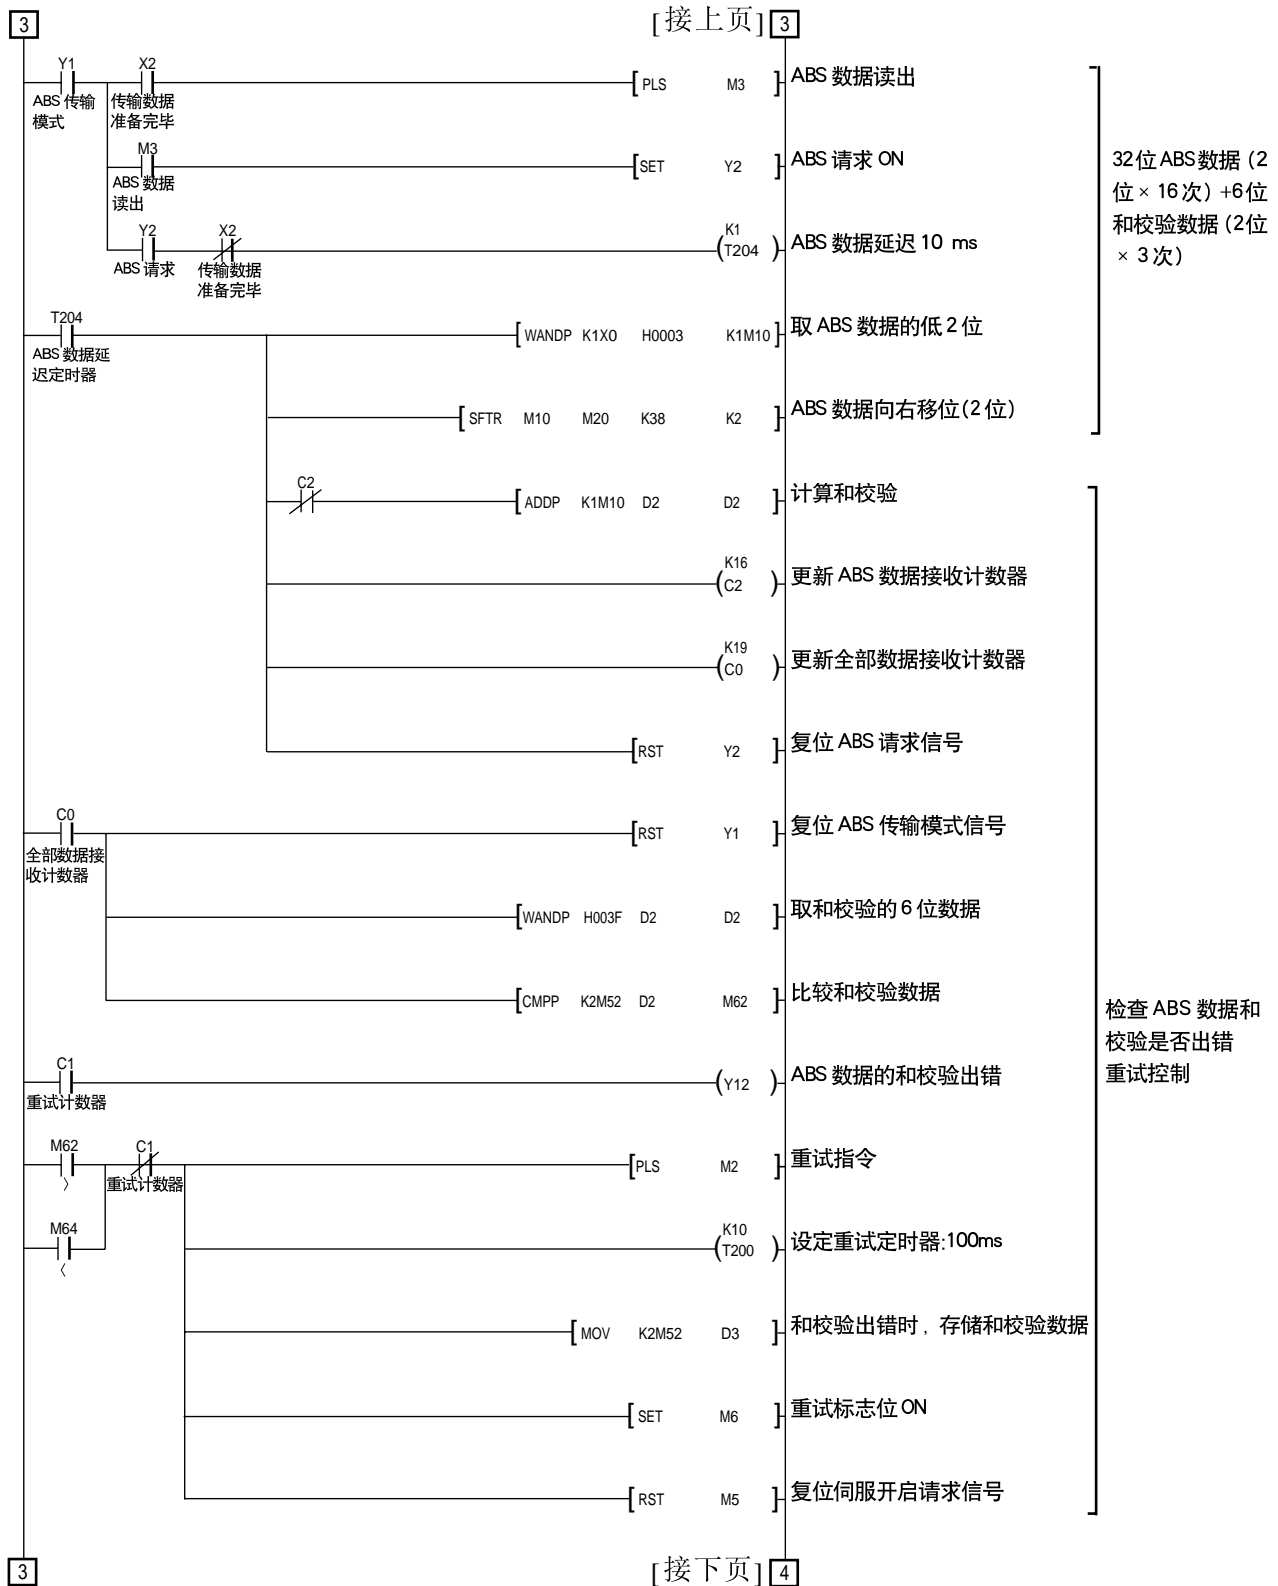 3 [接上页] 3
Y1 X2
[ PLS M3 ] ABS 数据读出
ABS 传输
模式
传输数据
准备完毕
M3
[ SET Y2 ] ABS 请求 ON
ABS 数据
读出
Y2 X2 K1
( T204 ) ABS 数据延迟 10 ms
ABS 请求
传输数据
准备完毕
32位 ABS数据 (2
位 × 16 次) +6位
和校验数据 (2位
× 3 次)
T204
[ WANDP K1X0 H0003 K1M10 ] 取 ABS 数据的低 2 位
ABS 数据延
迟定时器
[ SFTR M10 M20 K38 K2 ] ABS 数据向右移位(2 位)
C2
[ ADDP K1M10 D2 D2 ] 计算和校验
K16
( C2 ) 更新 ABS 数据接收计数器
K19
( C0 ) 更新全部数据接收计数器
[ RST Y2 ] 复位 ABS 请求信号
C0
[ RST Y1 ] 复位 ABS 传输模式信号
全部数据接
收计数器
[ WANDP H003F D2 D2 ] 取和校验的 6 位数据
[ CMPP K2M52 D2 M62 ] 比较和校验数据
检查 ABS 数据和
校验是否出错
重试控制
C1
( Y12 ) ABS 数据的和校验出错
重试计数器
M62 C1
[ PLS M2 ] 重试指令
〉
重试计数器
M64 K10
( T200 ) 设定重试定时器:100ms
〈
[ MOV K2M52 D3 ] 和校验出错时, 存储和校验数据
[ SET M6 ] 重试标志位 ON
[ RST M5 ] 复位伺服开启请求信号
3 [接下页] 4